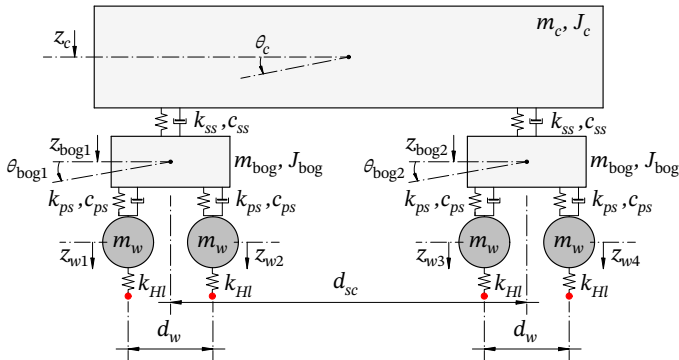 z_c θ_c m_c, J_c
k_ss ,c_ss k_ss ,c_ss
z_bog1 z_bog2
θ_bog1 m_bog, J_bog θ_bog2 m_bog, J_bog
k_ps ,c_ps k_ps ,c_ps k_ps ,c_ps k_ps ,c_ps
m_w m_w m_w m_w
z_w1 z_w2 z_w3 z_w4
k_Hl k_Hl d_sc k_Hl k_Hl
d_w d_w